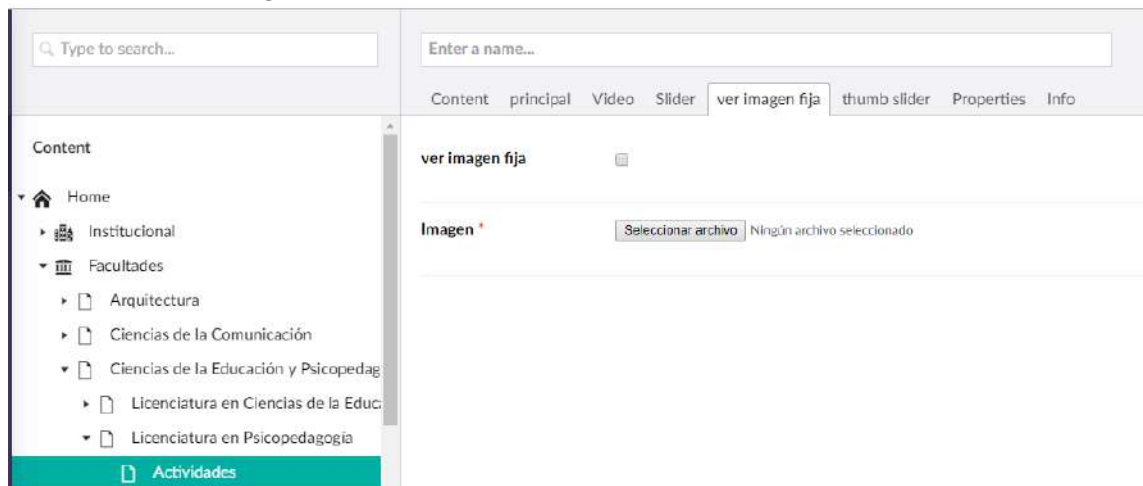 Type to search...
Enter a name...
Content principal Video Slider ver imagen fija thumb slider Properties Info
Content
Home
Institucional
Facultades
Arquitectura
Ciencias de la Comunicación
Ciencias de la Educación y Psicopedag
Licenciatura en Ciencias de la Educa
Licenciatura en Psicopedagogía
Actividades
ver imagen fija
Imagen *
Seleccionar archivo Ningún archivo seleccionado